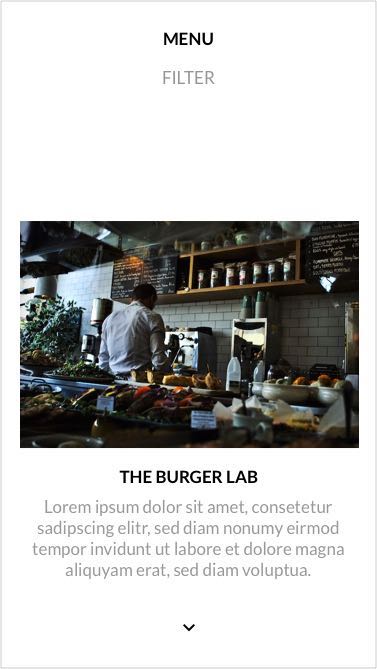 MENU
FILTER
THE BURGER LAB
Lorem ipsum dolor sit amet, consetetur
sadipscing elitr, sed diam nonumy eirmod
tempor invidunt ut labore et dolore magna
aliquyam erat, sed diam voluptua.